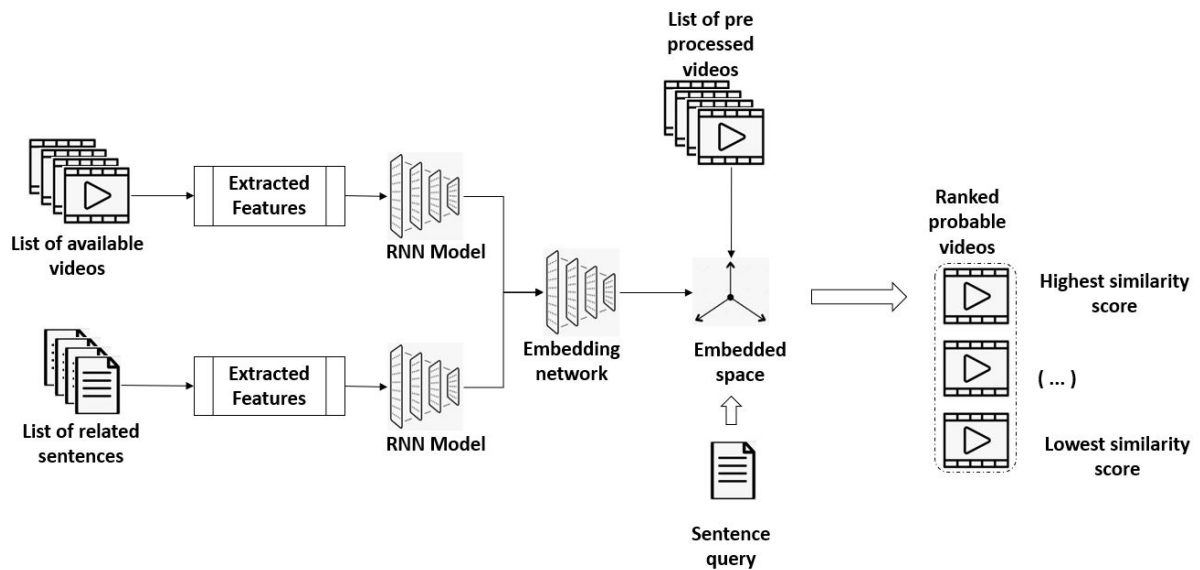 List of pre
processed
videos
Extracted
Features
List of available
videos
RNN Model
Ranked
probable
videos
Highest similarity
score
Embedding
network
Embedded
space
( ... )
Extracted
Features
List of related
sentences
RNN Model
Lowest similarity
score
Sentence
query